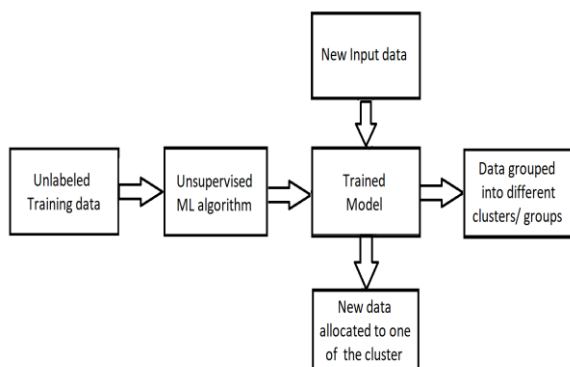 New Input data
Unlabeled
Training data
Unsupervised
ML algorithm
Trained
Model
Data grouped
into different
clusters/ groups
New data
allocated to one
of the cluster